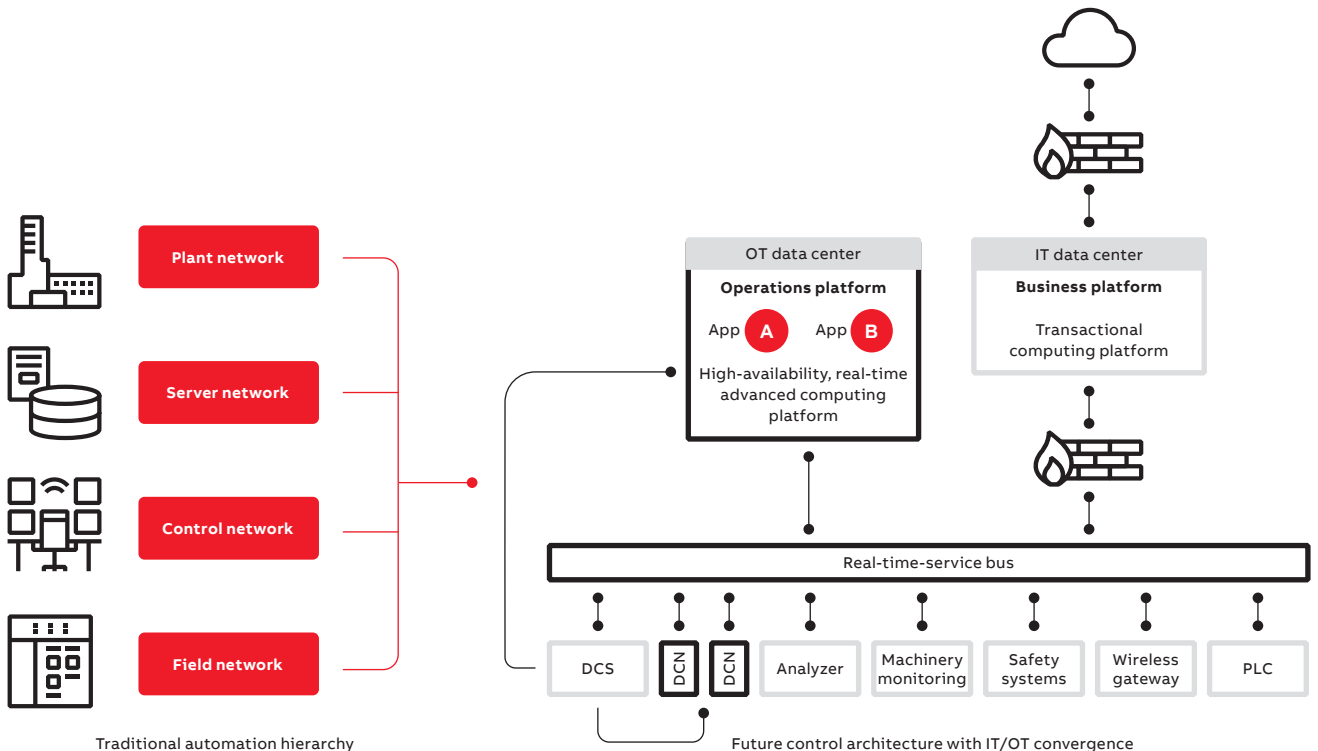 Plant network
Server network
Control network
Field network
Traditional automation hierarchy
OT data center
Operations platform
App A
App B
High-availability, real-time
advanced computing
platform
IT data center
Business platform
Transactional
computing platform
Real-time-service bus
DCS
DCN
DCN
Analyzer
Machinery
monitoring
Safety
systems
Wireless
gateway
PLC
Future control architecture with IT/OT convergence